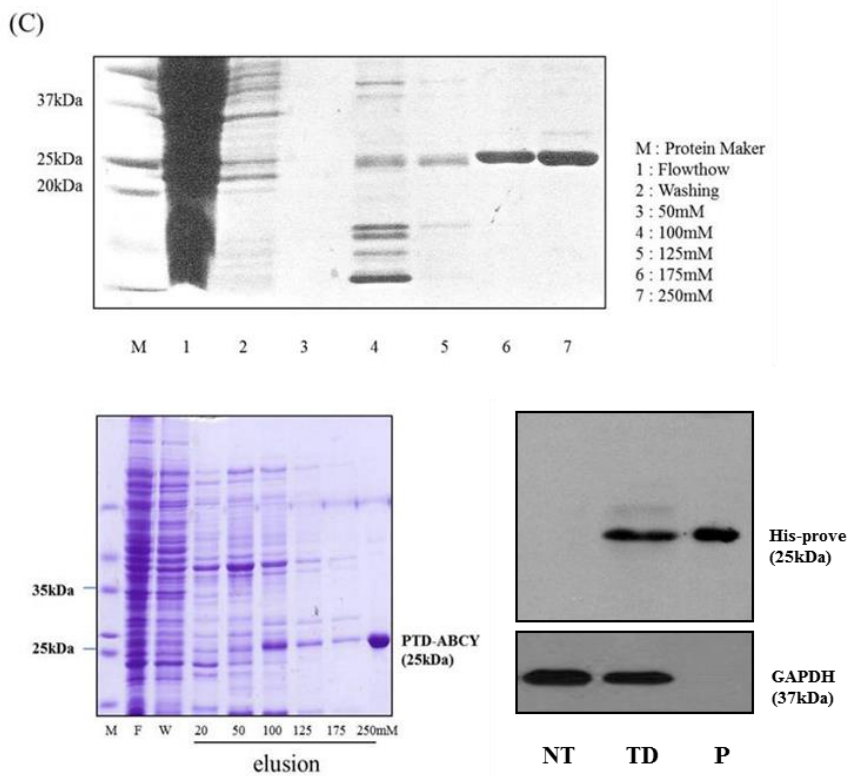 (C)
37kDa
25kDa
20kDa
M : Protein Maker
1 : Flowthow
2 : Washing
3 : 50mM
4 : 100mM
5 : 125mM
6 : 175mM
7 : 250mM
M 1 2 3 4 5 6 7
35kDa
25kDa
PTD-ABCY
(25kDa)
M F W 20 50 100 125 175 250mM
elusion
His-prove
(25kDa)
GAPDH
(37kDa)
NT TD P